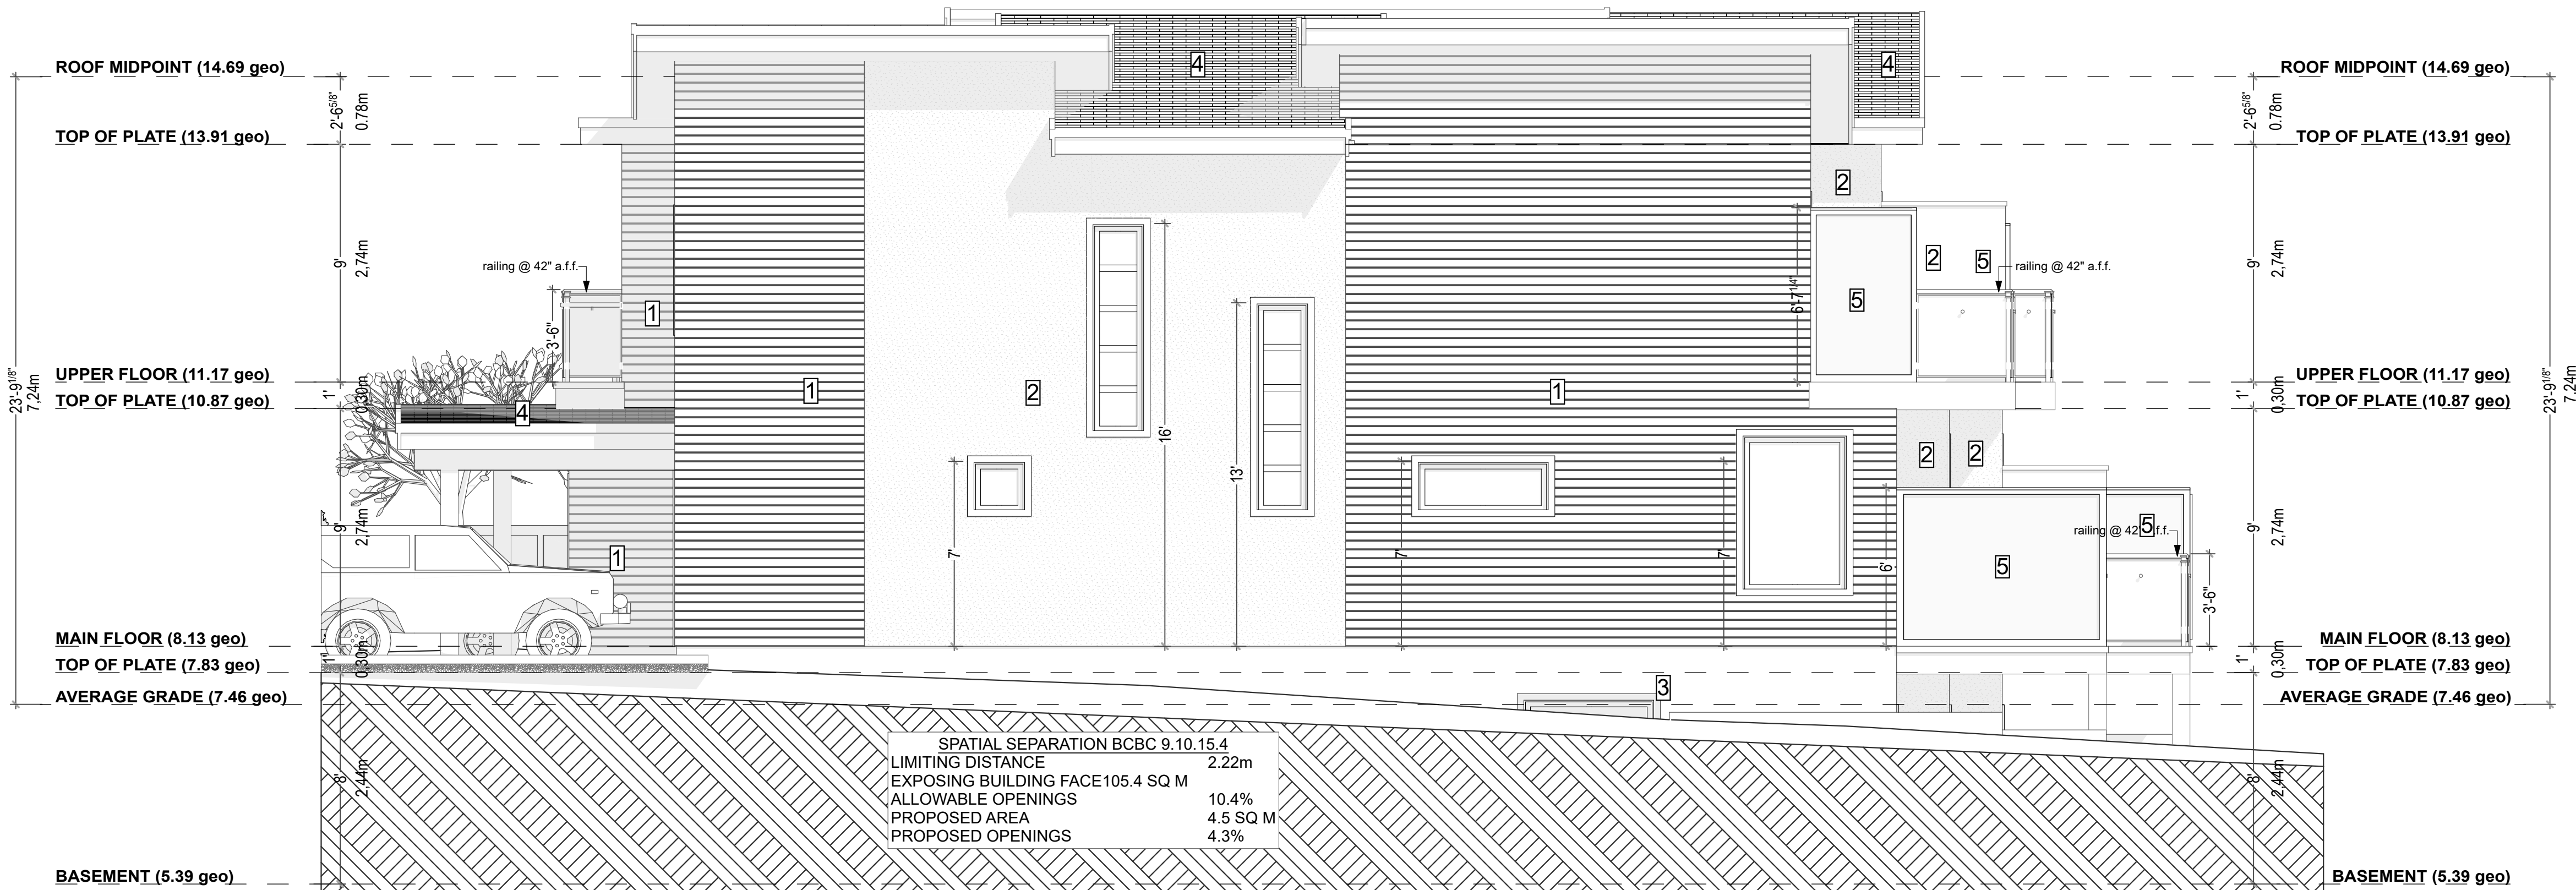 ROOF MIDPOINT (14.69 geo)
ROOF MIDPOINT (14.69 geo)
4
4
2'-6 5/8"
0.78m
2'-6 5/8"
0.78m
TOP OF PLATE (13.91 geo)
TOP OF PLATE (13.91 geo)
2
9'
2,74m
railing @ 42" a.f.f.
2
5
railing @ 42" a.f.f.
9'
2,74m
1
3'-6"
6'-7 1/4"
5
UPPER FLOOR (11.17 geo)
UPPER FLOOR (11.17 geo)
23'-9 1/8"
7,24m
1'
0,30m
1
2
1
1'
0,30m
23'-9 1/8"
7,24m
TOP OF PLATE (10.87 geo)
TOP OF PLATE (10.87 geo)
4
16'
13'
2
2
9'
2,74m
1
7'
7'
7'
6'
5
5
railing @ 42" a.f.f.
9'
2,74m
3'-6"
MAIN FLOOR (8.13 geo)
MAIN FLOOR (8.13 geo)
1'
0,30m
1'
0,30m
TOP OF PLATE (7.83 geo)
TOP OF PLATE (7.83 geo)
3
AVERAGE GRADE (7.46 geo)
AVERAGE GRADE (7.46 geo)
8'
2,44m
8'
2,44m
SPATIAL SEPARATION BCBC 9.10.15.4
LIMITING DISTANCE 2.22m
EXPOSING BUILDING FACE105.4 SQ M
ALLOWABLE OPENINGS 10.4%
PROPOSED AREA 4.5 SQ M
PROPOSED OPENINGS 4.3%
BASEMENT (5.39 geo)
BASEMENT (5.39 geo)